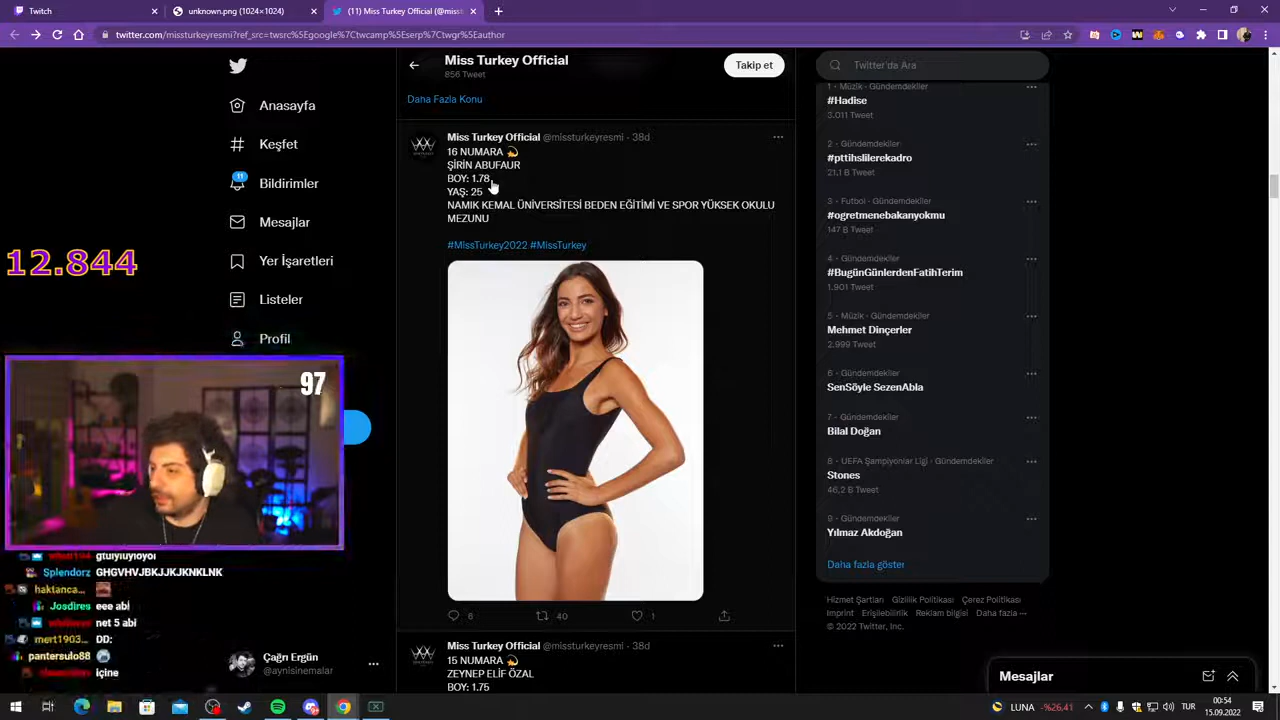 Twitch
unknown.png (1024×1024)
(11) Miss Turkey Official
twitter.com/missturkeyresmi?ref_src=twsrc%5Egoogle%7Ctwcamp%5Eserp%7Ctwgr%5Eauthor
Anasayfa
Keşfet
11
Bildirimler
Mesajlar
Yer İşaretleri
Listeler
Profil
12.844
97
GHGVHVJBKJJKJKNKLNK
Splendorz
haktanca...
Josdires: eee abi
net 5 abi
mert1903...
DD:
pantersulo88
içine
Çağrı Ergün
@aynisinemalar
Miss Turkey Official
856 Tweet
Takip et
Daha Fazla Konu
Miss Turkey Official @missturkeyresmi · 38d
16 NUMARA
ŞİRİN ABUFAUR
BOY: 1.78
YAŞ: 25
NAMIK KEMAL ÜNİVERSİTESİ BEDEN EĞİTİMİ VE SPOR YÜKSEK OKULU
MEZUNU
#MissTurkey2022 #MissTurkey
6
40
1
Miss Turkey Official @missturkeyresmi · 38d
15 NUMARA
ZEYNEP ELİF ÖZAL
BOY: 1.75
Twitter'da Ara
1 · Müzik · Gündemdekiler
#Hadise
3.011 Tweet
2 · Gündemdekiler
#pttihslilerekadro
21,1 B Tweet
3 · Futbol · Gündemdekiler
#ogretmenebakanyokmu
147 B Tweet
4 · Gündemdekiler
#BugünGünlerdenFatihTerim
1.901 Tweet
5 · Müzik · Gündemdekiler
Mehmet Dinçerler
2.999 Tweet
6 · Gündemdekiler
SenSöyle SezenAbla
7 · Gündemdekiler
Bilal Doğan
8 · UEFA Şampiyonlar Ligi · Gündemdekiler
Stones
46,2 B Tweet
9 · Gündemdekiler
Yılmaz Akdoğan
Daha fazla göster
Hizmet Şartları Gizlilik Politikası Çerez Politikası
Imprint Erişilebilirlik Reklam bilgisi Daha fazla ···
© 2022 Twitter, Inc.
Mesajlar
LUNA -%26,41
TUR
00:54
15.09.2022